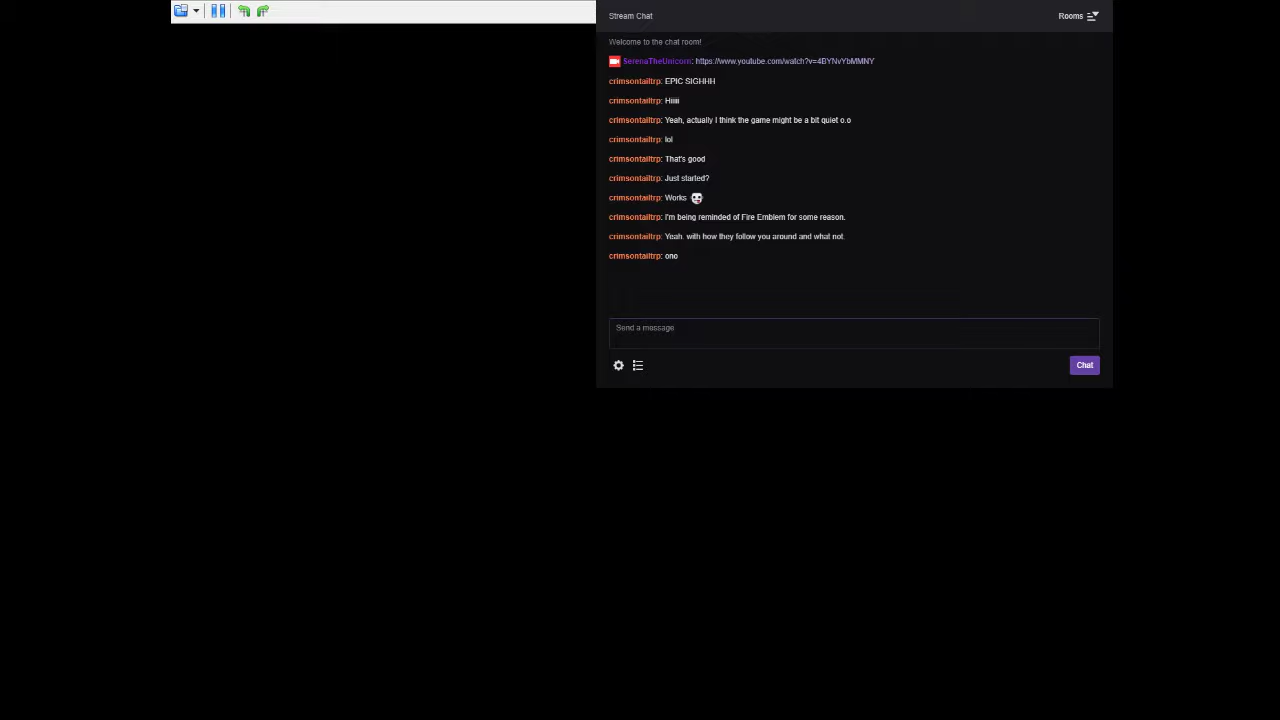 Stream Chat
Rooms
Welcome to the chat room!
SerenaTheUnicorn: https://www.youtube.com/watch?v=4BYNvYbMMNY
crimsontailtrp: EPIC SIGHHH
crimsontailtrp: Hiiiii
crimsontailtrp: Yeah, actually I think the game might be a bit quiet o.o
crimsontailtrp: lol
crimsontailtrp: That's good
crimsontailtrp: Just started?
crimsontailtrp: Works
crimsontailtrp: I'm being reminded of Fire Emblem for some reason.
crimsontailtrp: Yeah. with how they follow you around and what not.
crimsontailtrp: ono
Send a message
Chat